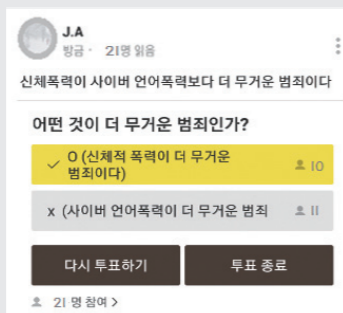 J.A
방금 · 21명 읽음
신체폭력이 사이버 언어폭력보다 더 무거운 범죄이다
어떤 것이 더 무거운 범죄인가?
✓ O (신체적 폭력이 더 무거운
범죄이다) 10
x (사이버 언어폭력이 더 무거운 범죄 11
다시 투표하기 투표 종료
21 명 참여 >